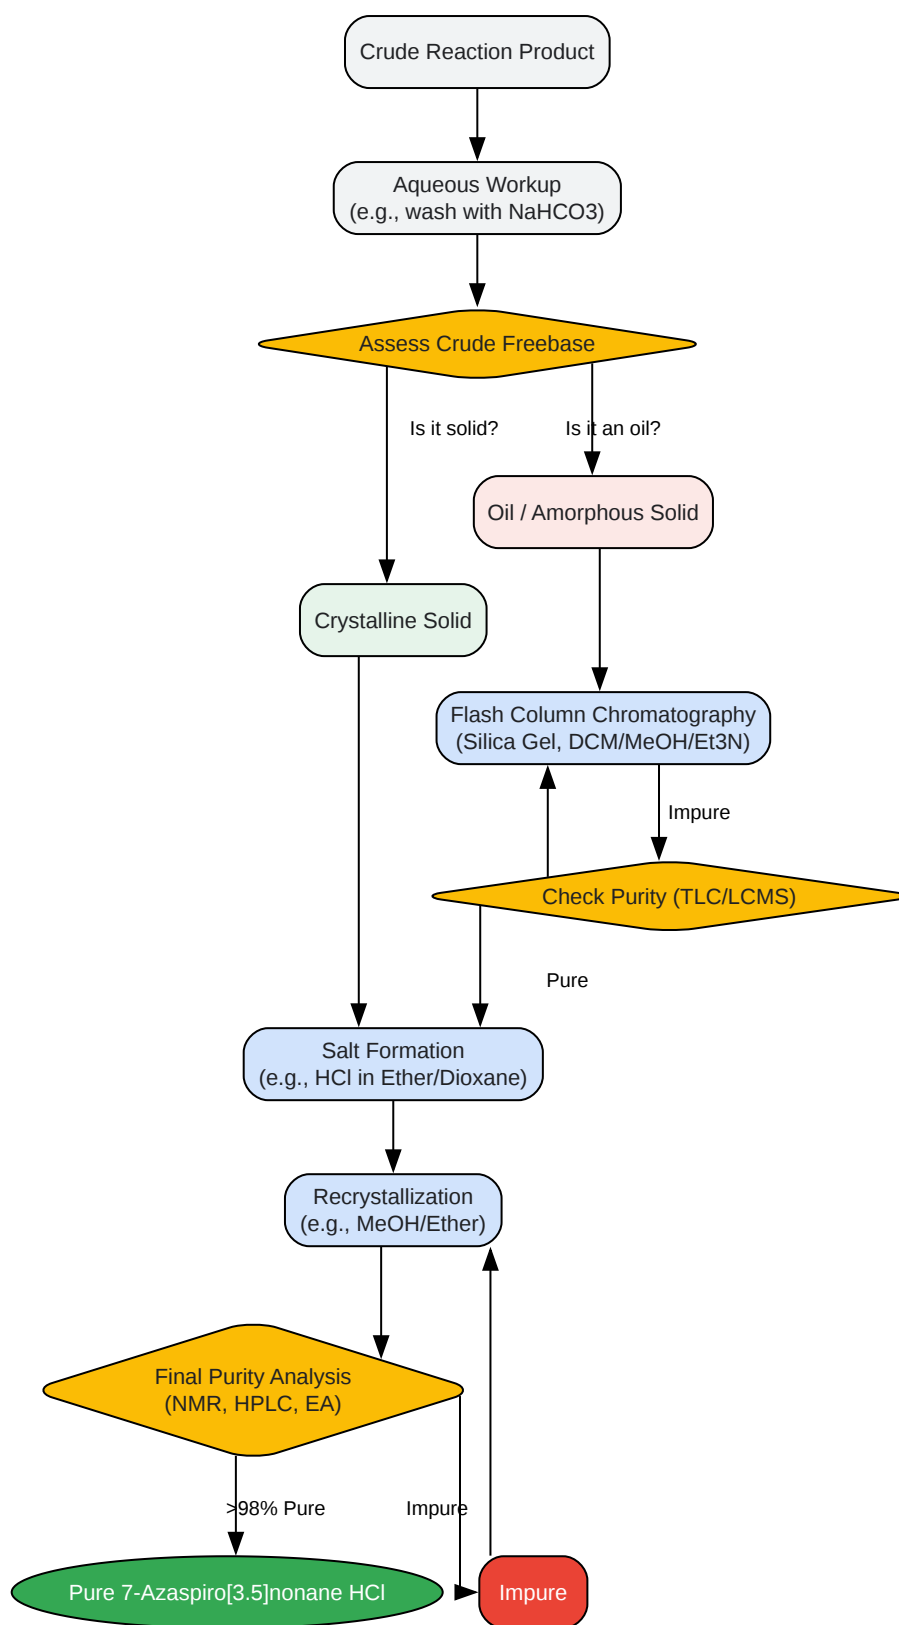 Crude Reaction Product
Aqueous Workup
(e.g., wash with NaHCO3)
Assess Crude Freebase
Is it solid?
Is it an oil?
Oil / Amorphous Solid
Crystalline Solid
Flash Column Chromatography
(Silica Gel, DCM/MeOH/Et3N)
Impure
Check Purity (TLC/LCMS)
Pure
Salt Formation
(e.g., HCl in Ether/Dioxane)
Recrystallization
(e.g., MeOH/Ether)
Final Purity Analysis
(NMR, HPLC, EA)
>98% Pure
Impure
Pure 7-Azaspiro[3.5]nonane HCl
Impure